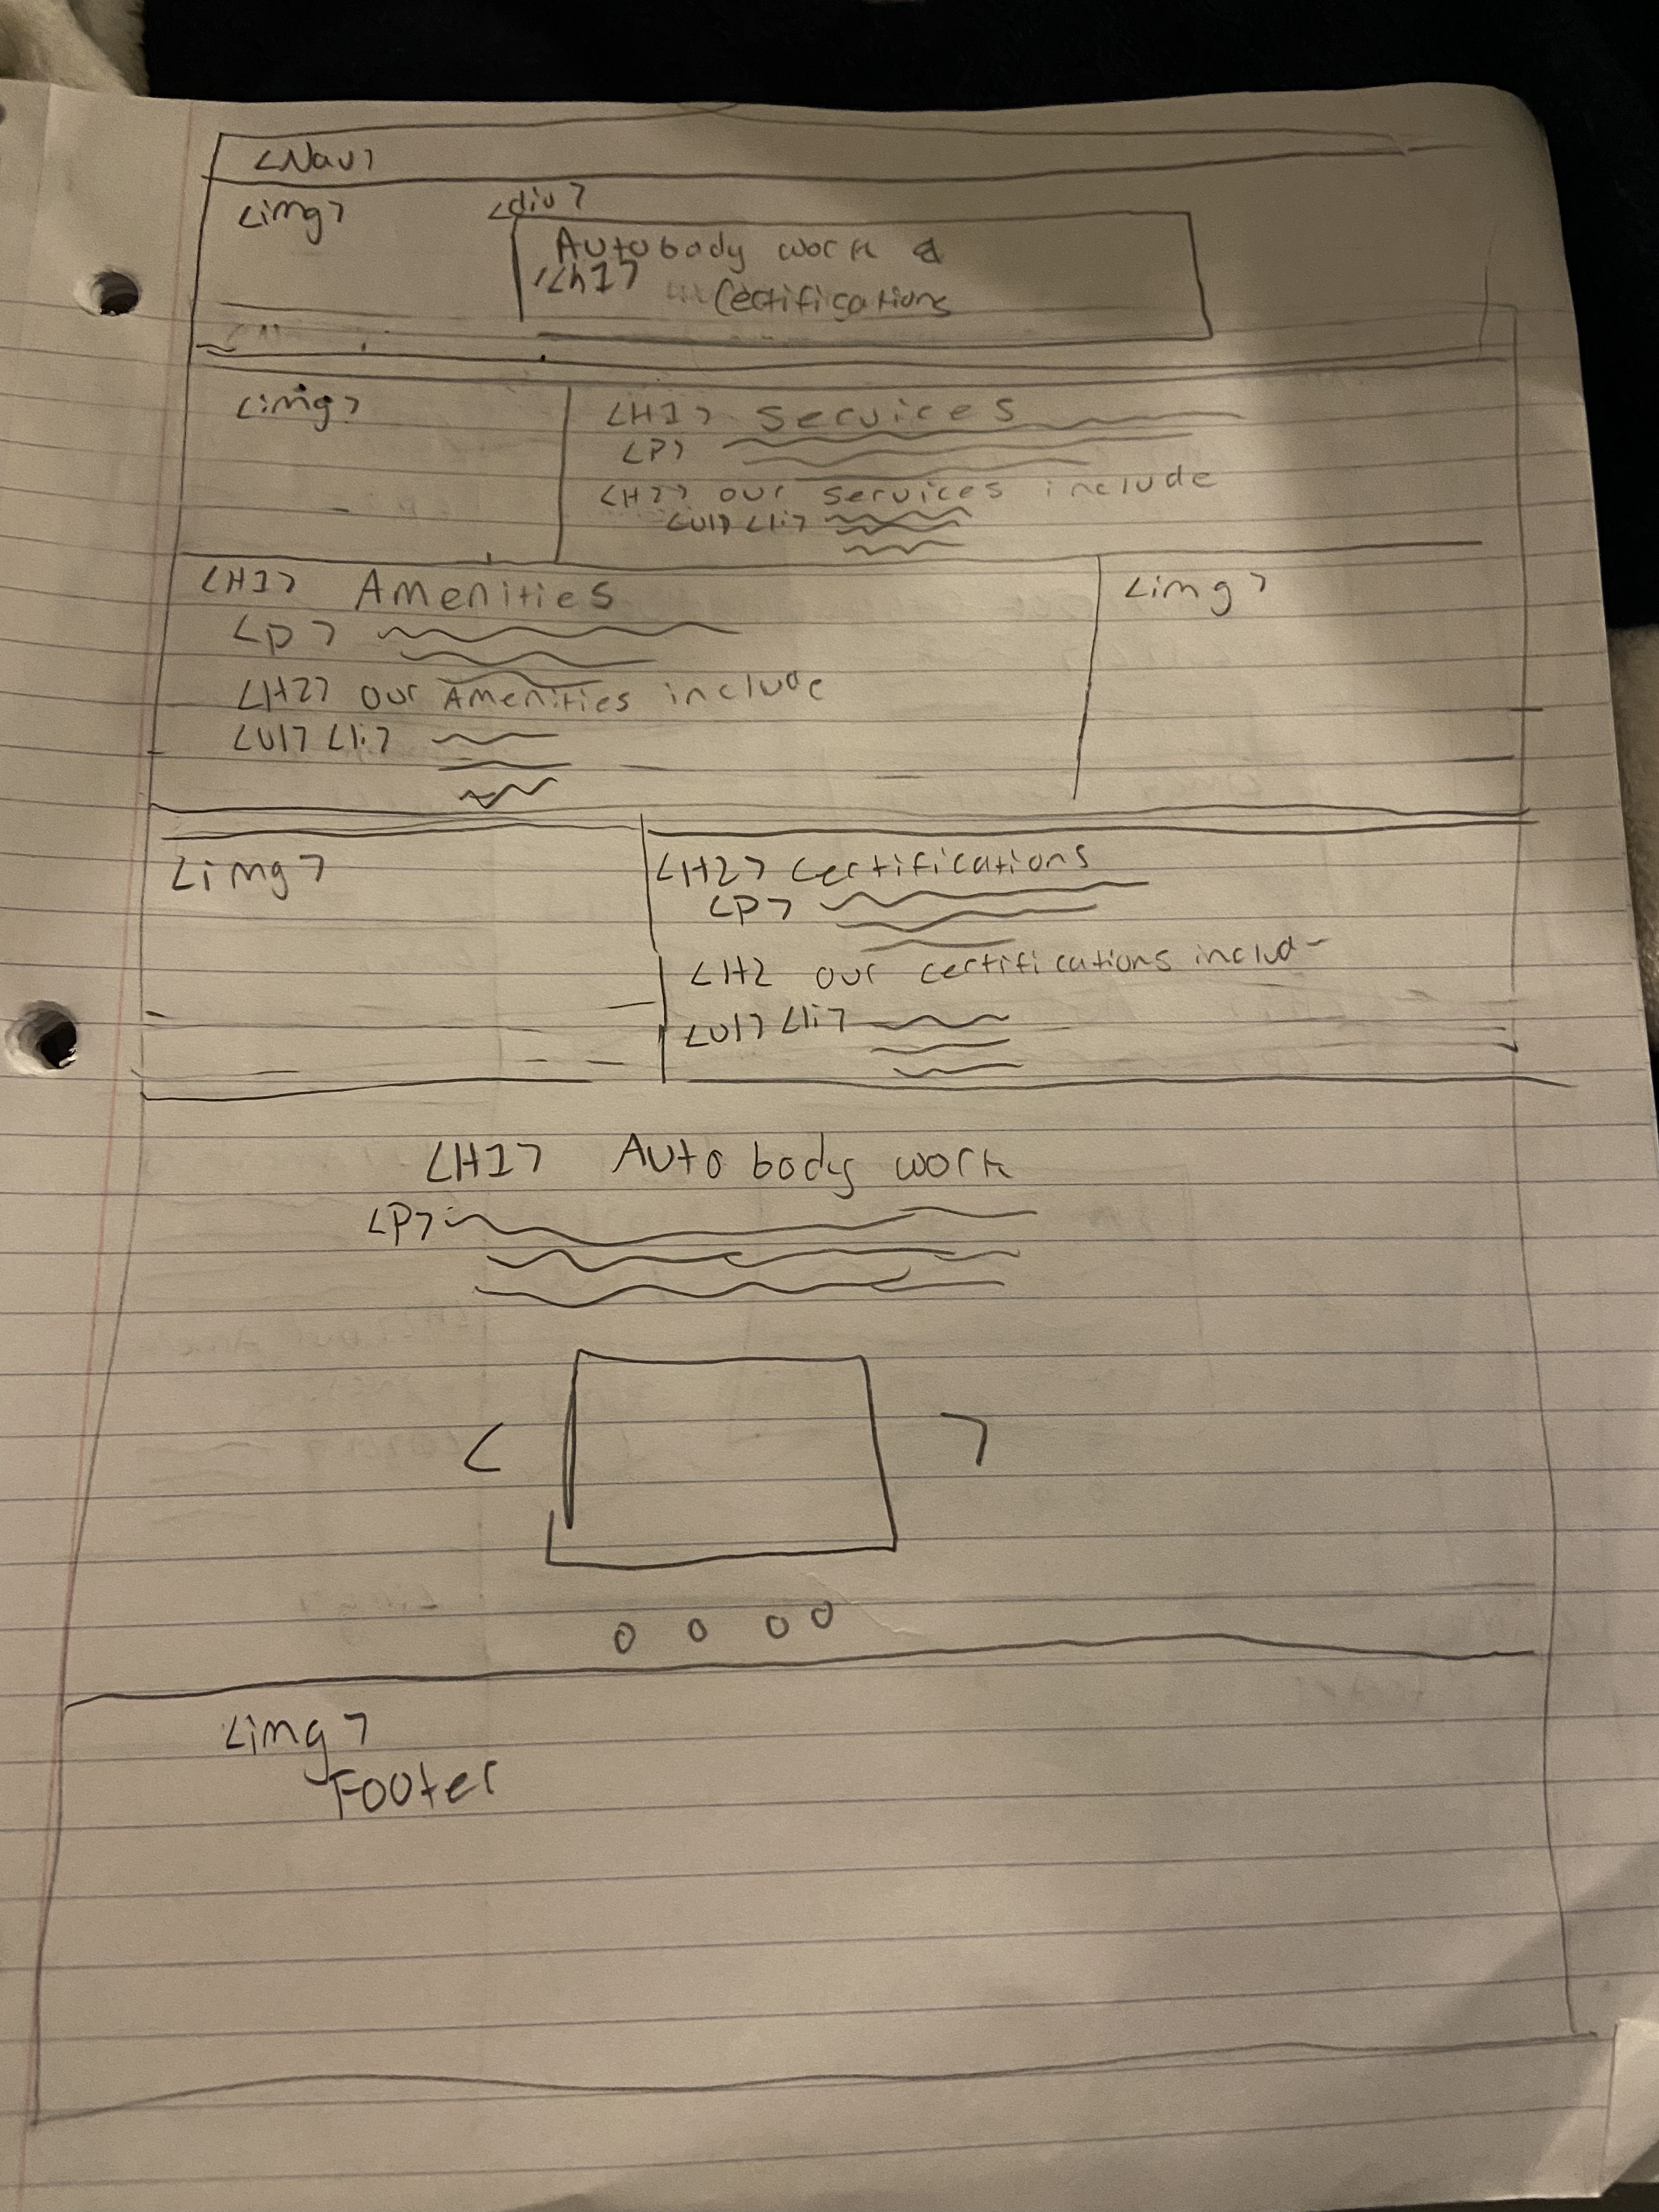 <Nav>
<img>
<div>
Autobody work &
<h1>
Certifications
<img>
<H1> Services
<P>
<H2> our services include
<ul> <li>
<H1> Amenities
<p>
<H2> our Amenities include
<ul> <li>
<img>
<img>
<H2> Certifications
<P>
<H2 our certifications includ
<ul> <li>
<H1> Auto body work
<P>
< >
<img>
Footer